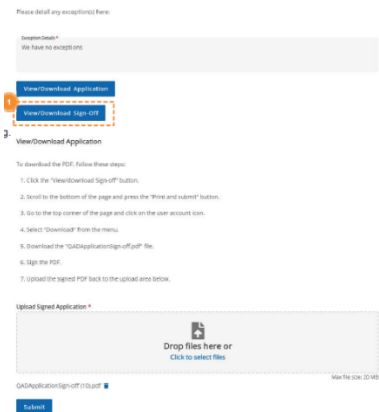 Please detail any exception(s) here:
Exception Details *
We have no exceptions
View/Download Application
1
View/Download Sign-Off
g.
View/Download Application
To download the PDF, follow these steps:
1. Click the "View/download Sign-off" button.
2. Scroll to the bottom of the page and press the "Print and submit" button.
3. Go to the top corner of the page and click on the user account icon.
4. Select "Download" from the menu.
5. Download the "QADApplicationSign-off.pdf" file.
6. Sign the PDF.
7. Upload the signed PDF back to the upload area below.
Upload Signed Application *
Drop files here or
Click to select files
Max file size: 20 MB
QADApplicationSign-off (10).pdf
Submit